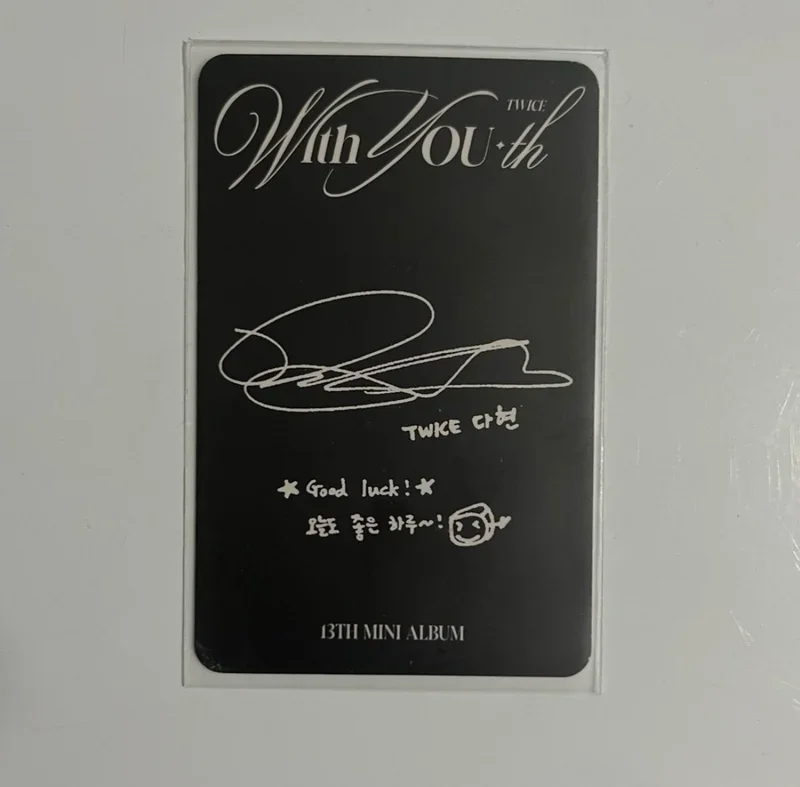 TWICE
With YOU-th
TWICE 다현
Good luck!
오늘도 좋은 하루~!
13TH MINI ALBUM